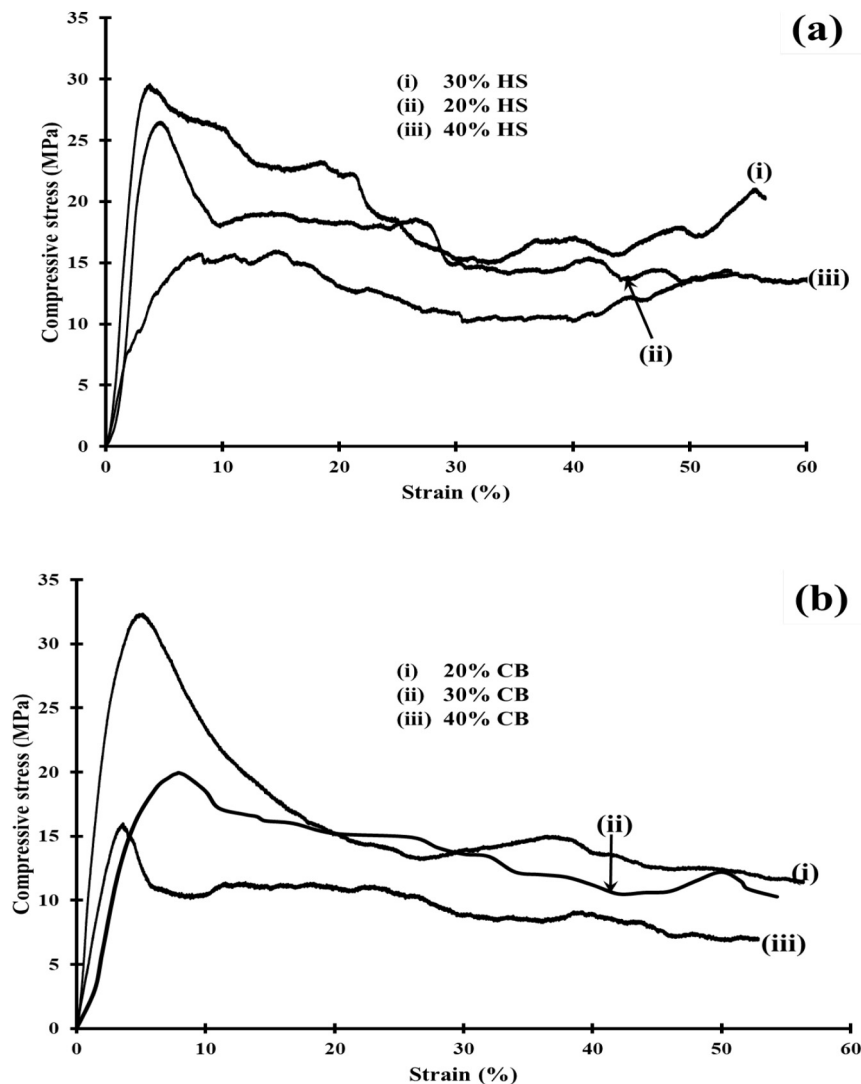 (a)
35
30
25
20
15
10
5
0
Compressive stress (MPa)
(i) 30% HS
(ii) 20% HS
(iii) 40% HS
(i)
(iii)
(ii)
0 10 20 30 40 50 60
Strain (%)
(b)
35
30
25
20
15
10
5
0
Compressive stress (MPa)
(i) 20% CB
(ii) 30% CB
(iii) 40% CB
(ii)
(i)
(iii)
0 10 20 30 40 50 60
Strain (%)